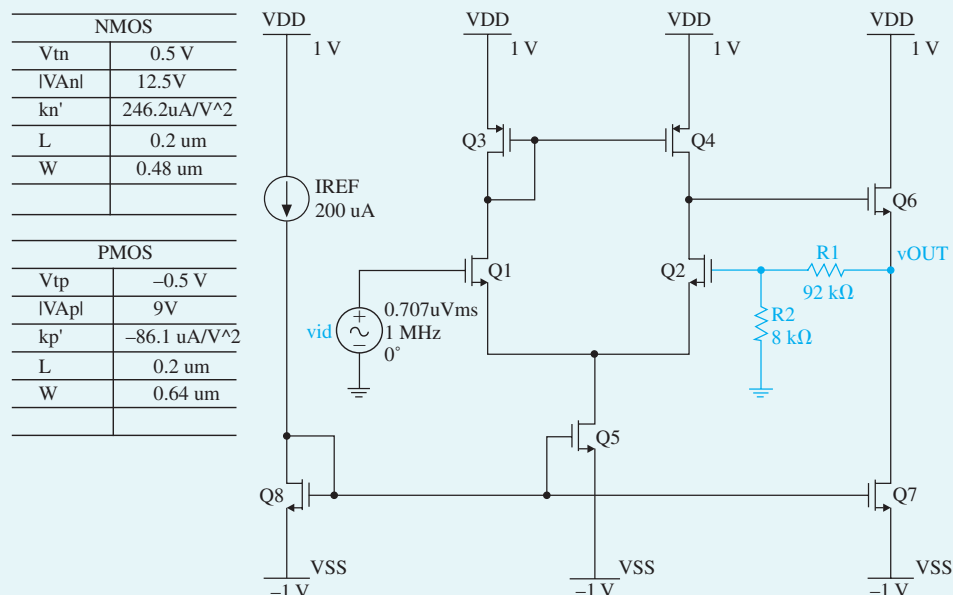 NMOS
Vtn 0.5 V
|VAn| 12.5V
kn' 246.2uA/V^2
L 0.2 um
W 0.48 um
PMOS
Vtp –0.5 V
|VAp| 9V
kp' –86.1 uA/V^2
L 0.2 um
W 0.64 um
VDD
1 V
VDD
1 V
VDD
1 V
VDD
1 V
Q3
Q4
IREF
200 uA
Q6
Q1
Q2
R1
92 kΩ
vOUT
vid
0.707uVms
1 MHz
0°
R2
8 kΩ
Q5
Q8
Q7
VSS
–1 V
VSS
–1 V
VSS
–1 V